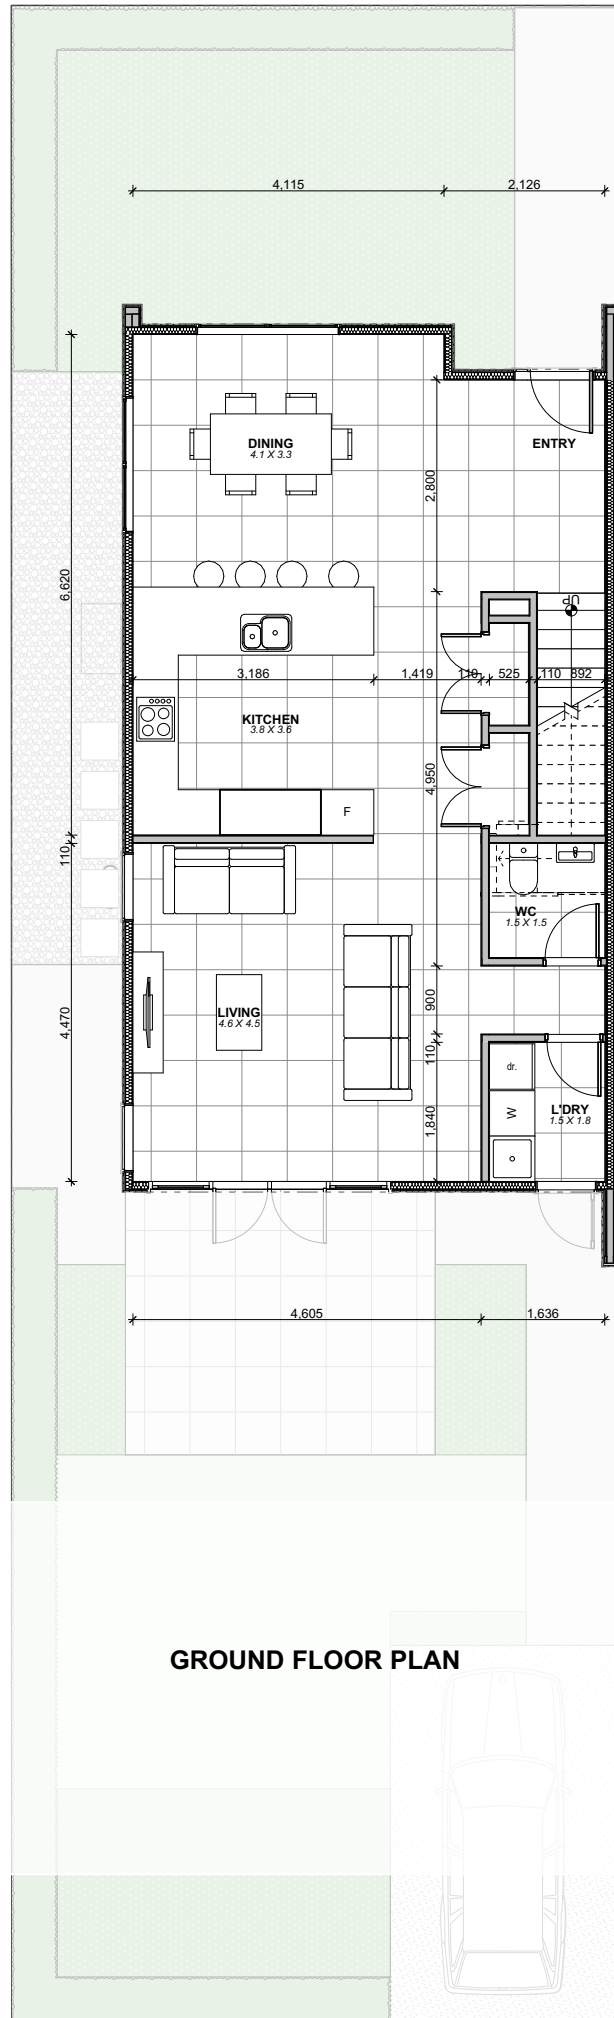 4,115
2,126
DINING
4.1 X 3.3
ENTRY
2,800
6,620
UP
3,186
1,419
110
525
110
892
KITCHEN
3.8 X 3.6
4,950
F
110
WC
1.5 X 1.5
LIVING
4.6 X 4.5
900
4,470
110
dr.
W
L'DRY
1.5 X 1.8
1,840
4,605
1,636
GROUND FLOOR PLAN